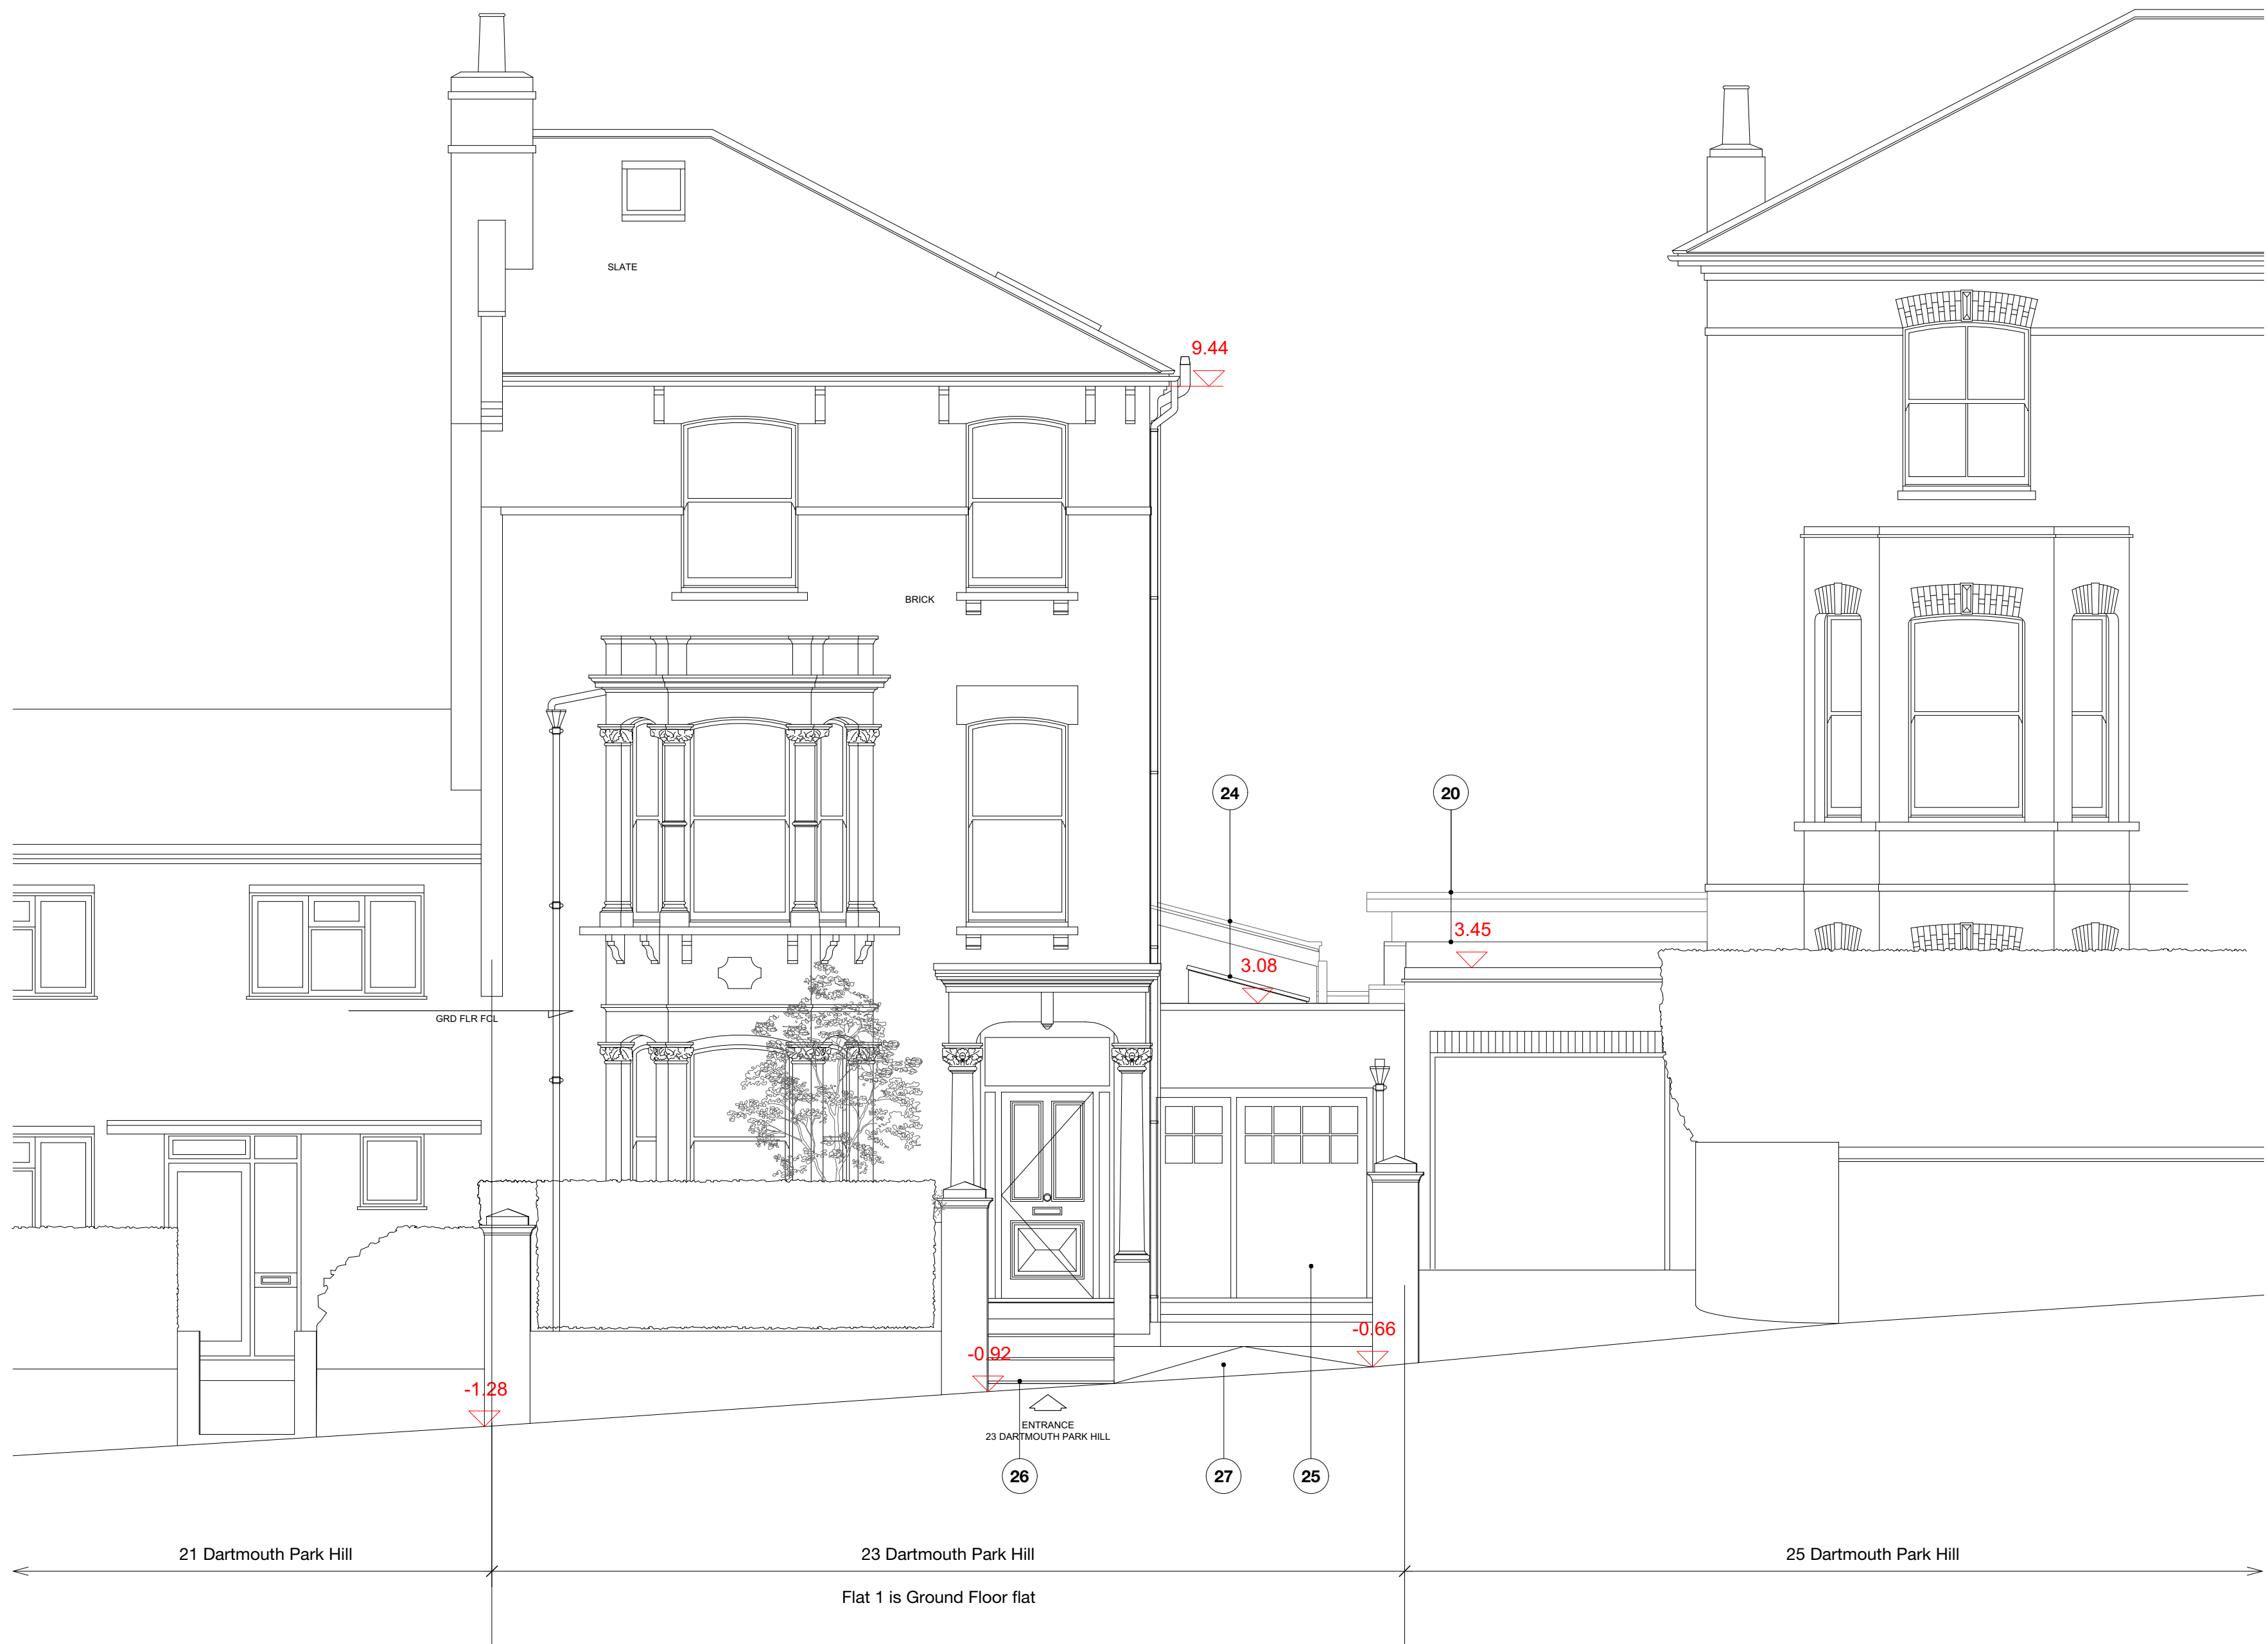 SLATE
9.44
BRICK
24
20
3.45
3.08
GRD FLR FCL
-0.66
-0.92
-1.28
ENTRANCE
23 DARTMOUTH PARK HILL
26
27
25
21 Dartmouth Park Hill
23 Dartmouth Park Hill
25 Dartmouth Park Hill
Flat 1 is Ground Floor flat